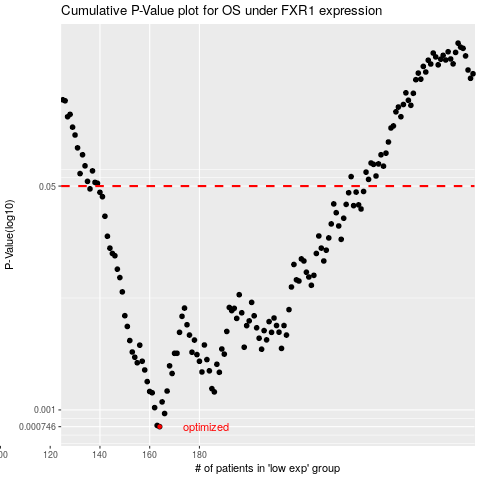 Cumulative P-Value plot for OS under FXR1 expression
P-Value(log10)
0.05
0.001
0.000746
optimized
00 120 140 160 180
# of patients in 'low exp' group